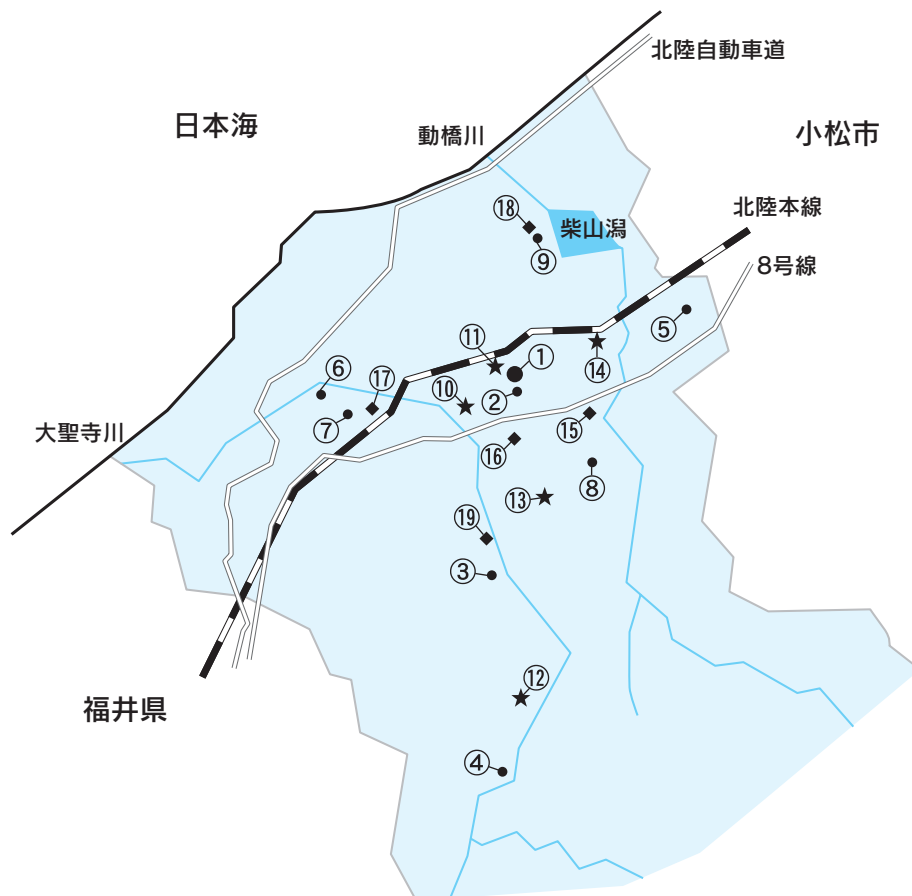 北陸自動車道
日本海
動橋川
小松市
北陸本線
⑱
柴山潟
⑨
8号線
⑤
⑪
①
⑭
⑥
⑰
⑩
②
⑦
大聖寺川
⑮
⑯
⑧
⑬
⑲
③
⑫
福井県
④